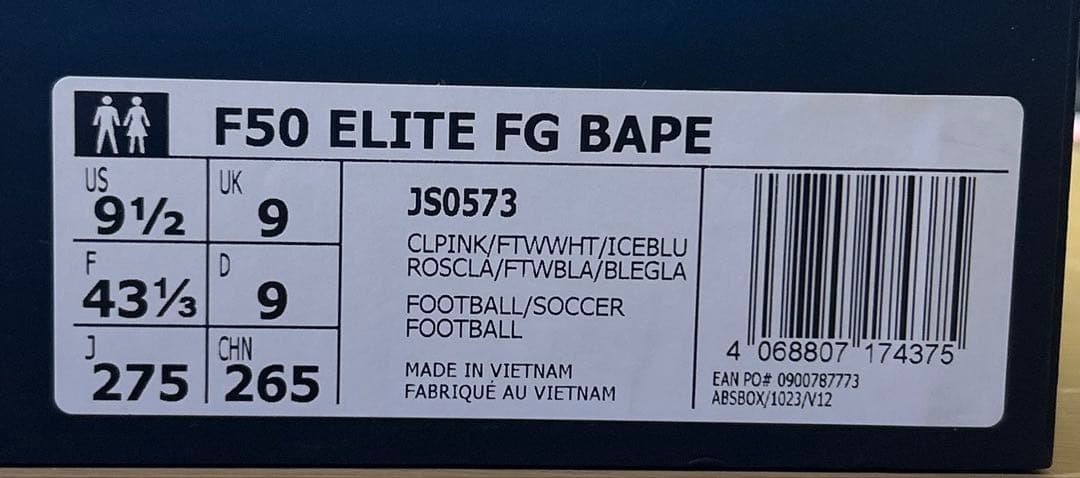 F50 ELITE FG BAPE
US
9½
UK
9
F
43⅓
D
9
J
275
CHN
265
JS0573
CLPINK/FTWWHT/ICEBLU
ROSCLA/FTWBLA/BLEGLA
FOOTBALL/SOCCER
FOOTBALL
MADE IN VIETNAM
FABRIQUÉ AU VIETNAM
4 068807 174375
EAN PO# 0900787773
ABSBOX/1023/V12